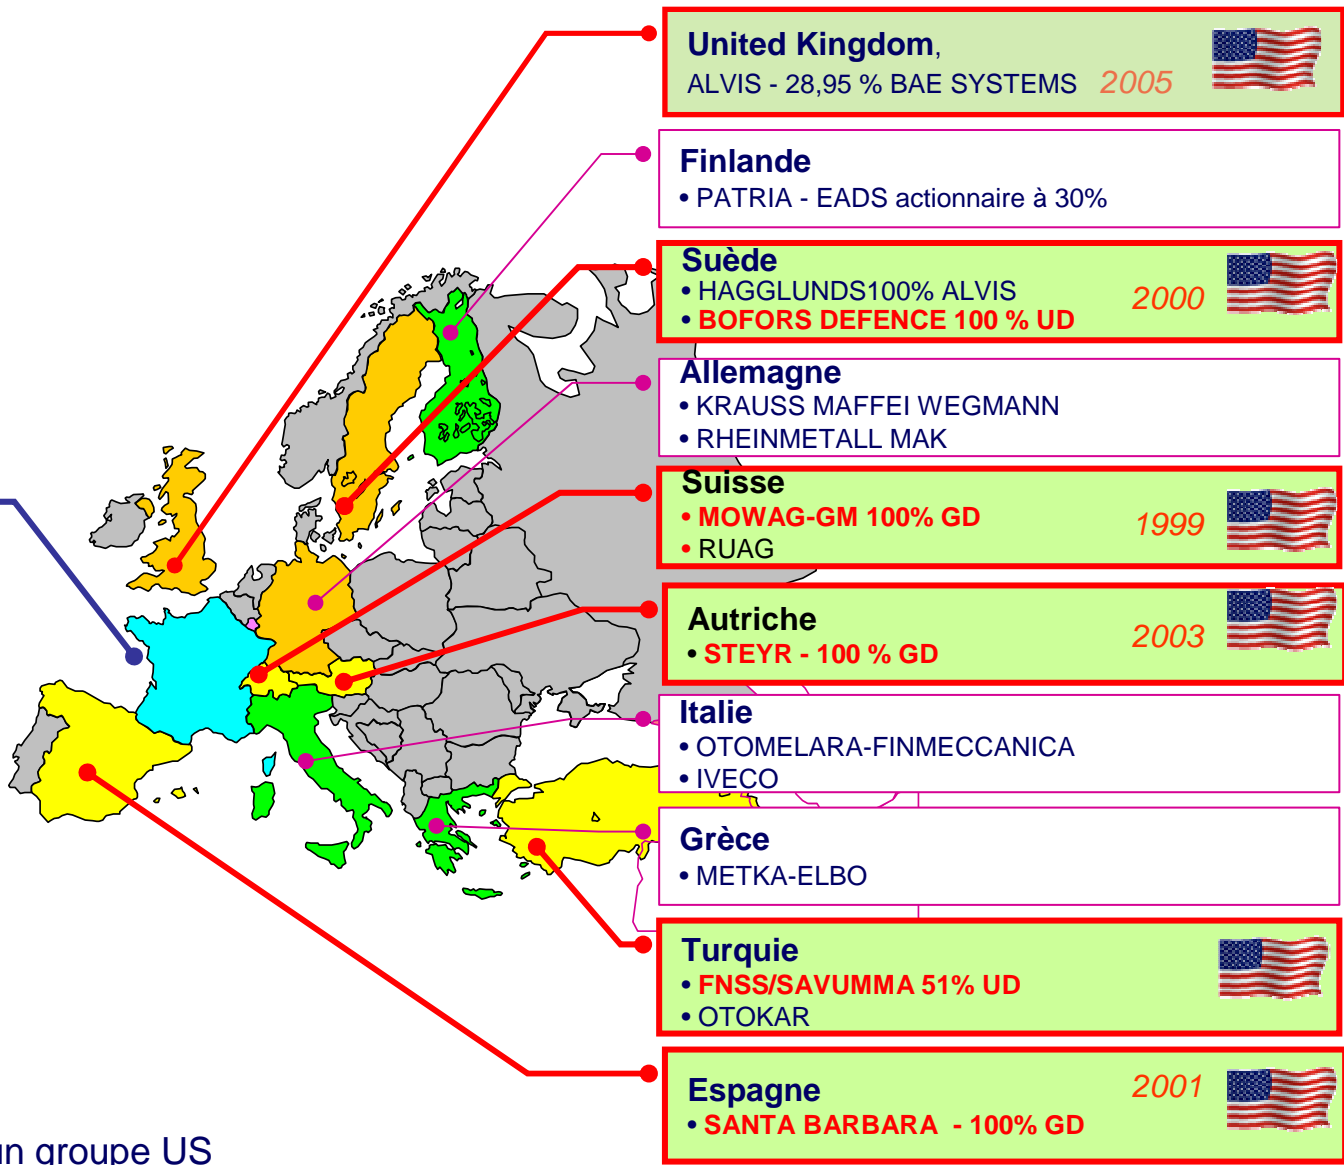 United Kingdom,
ALVIS - 28,95 % BAE SYSTEMS 2005
Finlande
• PATRIA - EADS actionnaire à 30%
Suède
• HAGGLUNDS100% ALVIS 2000
• BOFORS DEFENCE 100 % UD
Allemagne
• KRAUSS MAFFEI WEGMANN
• RHEINMETALL MAK
Suisse
• MOWAG-GM 100% GD 1999
• RUAG
Autriche 2003
• STEYR - 100 % GD
Italie
• OTOMELARA-FINMECCANICA
• IVECO
Grèce
• METKA-ELBO
Turquie
• FNSS/SAVUMMA 51% UD
• OTOKAR
Espagne 2001
• SANTA BARBARA - 100% GD
un groupe US